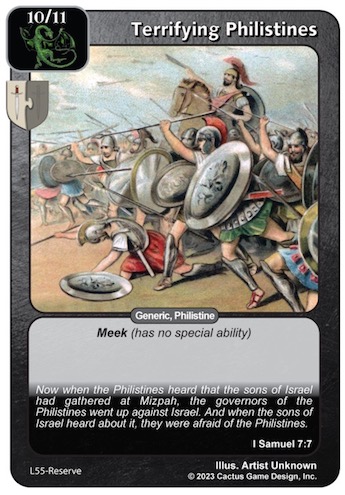 10/11
Terrifying Philistines
Generic, Philistine
Meek (has no special ability)
Now when the Philistines heard that the sons of Israel
had gathered at Mizpah, the governors of the
Philistines went up against Israel. And when the sons of
Israel heard about it, they were afraid of the Philistines.
I Samuel 7:7
L55-Reserve
Illus. Artist Unknown
© 2023 Cactus Game Design, Inc.